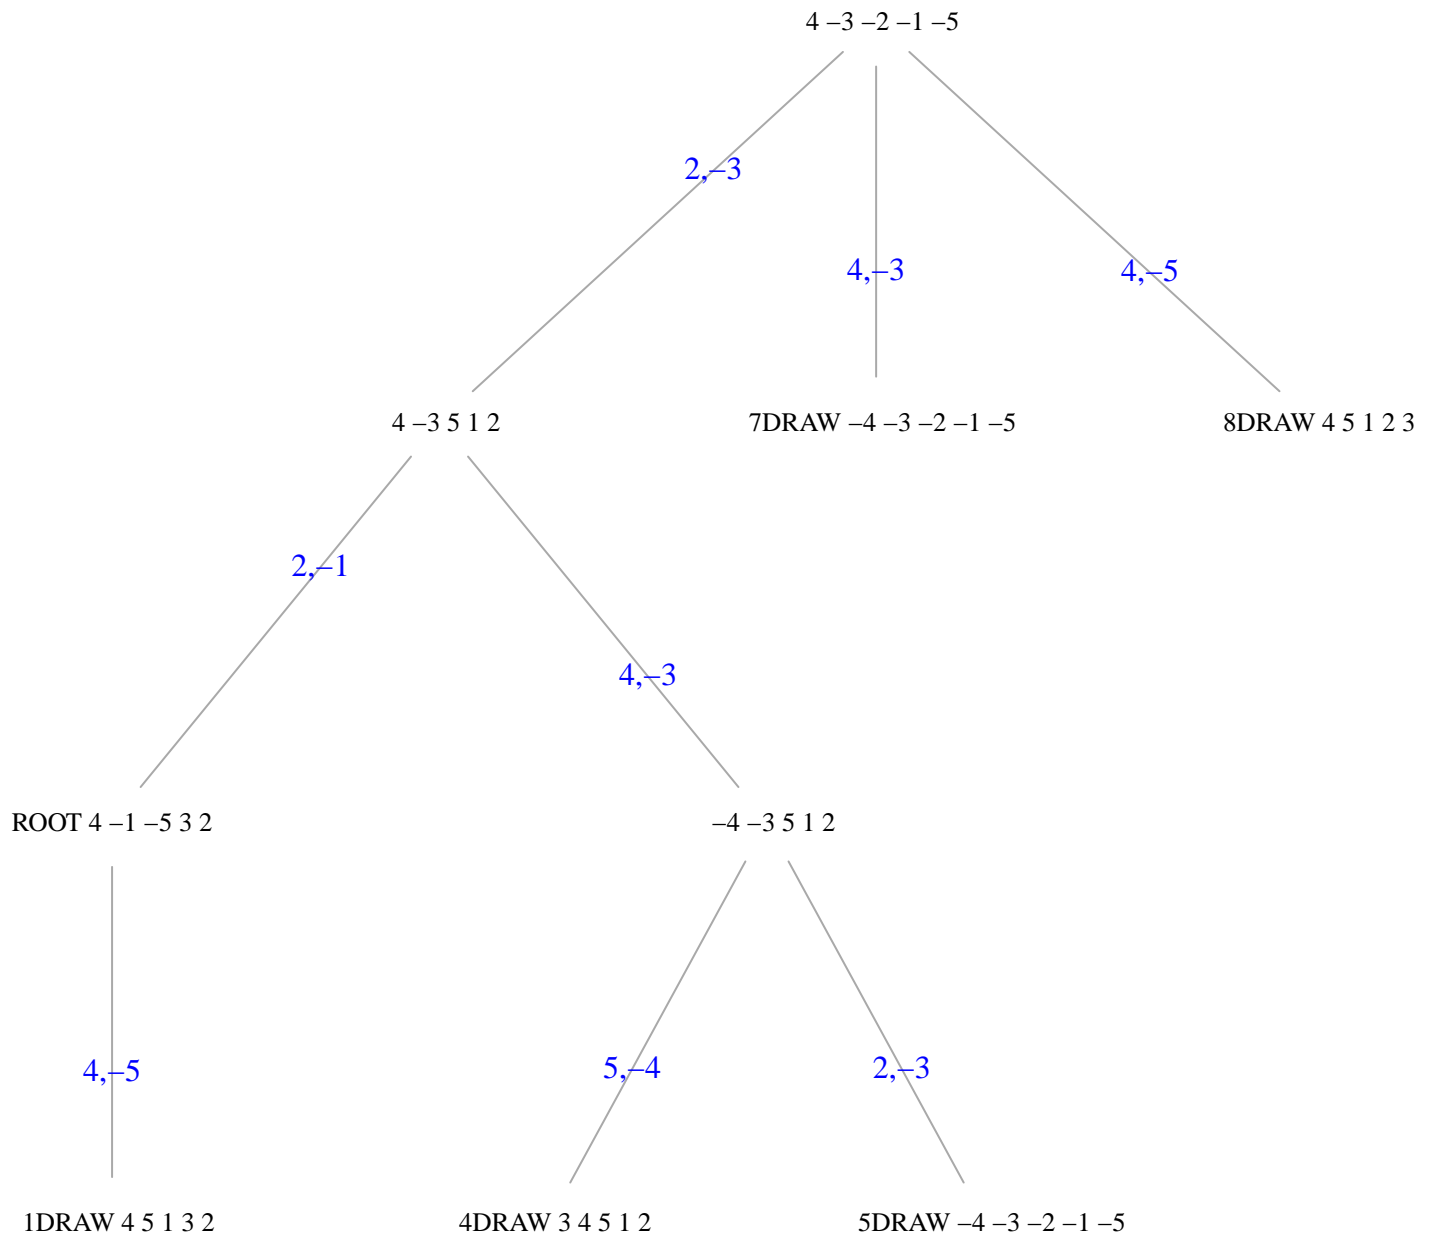 4 –3 –2 –1 –5
2,–3
4,–3
4,–5
4 –3 5 1 2
7DRAW –4 –3 –2 –1 –5
8DRAW 4 5 1 2 3
2,–1
4,–3
ROOT 4 –1 –5 3 2
–4 –3 5 1 2
4,–5
5,–4
2,–3
1DRAW 4 5 1 3 2
4DRAW 3 4 5 1 2
5DRAW –4 –3 –2 –1 –5